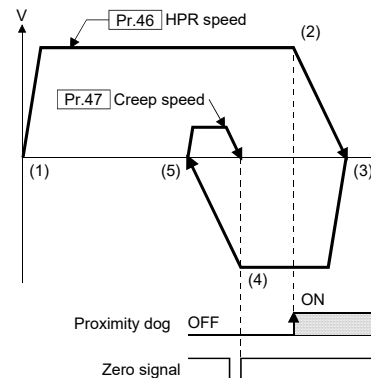 V
Pr.46 HPR speed
(2)
Pr.47 Creep speed
(1)
(5)
(3)
(4)
ON
Proximity dog OFF
Zero signal